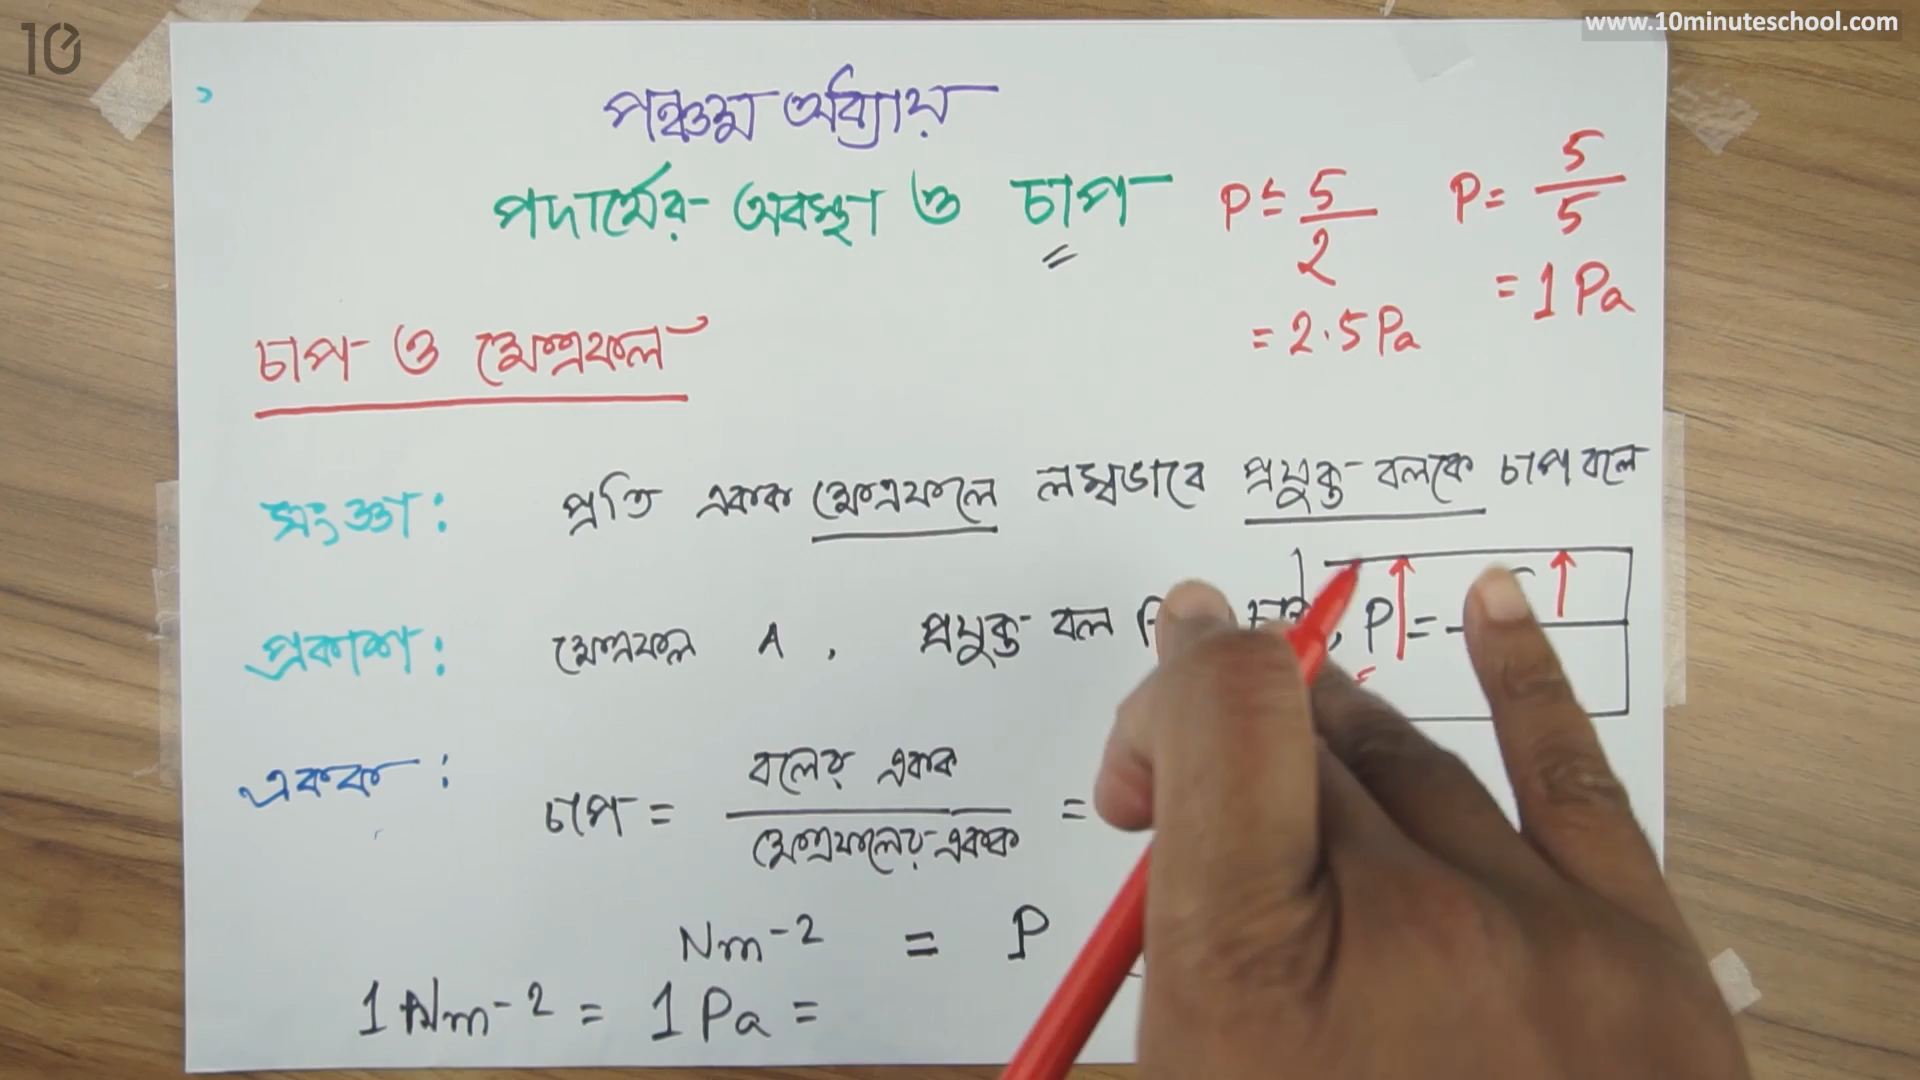 10
www.10minuteschool.com
পঞ্চম অধ্যায়
পদার্থের অবস্থা ও চাপ
P = 5/2
= 2.5 Pa
P = 5/5
= 1 Pa
চাপ ও ক্ষেত্রফল
সংজ্ঞা : প্রতি একক ক্ষেত্রফলে লম্বভাবে প্রযুক্ত বলকে চাপ বলে
প্রকাশ : ক্ষেত্রফল A , প্রযুক্ত বল , P =
একক : চাপ = বলের একক / ক্ষেত্রফলের একক =
Nm⁻² = P
1 Nm⁻² = 1 Pa =